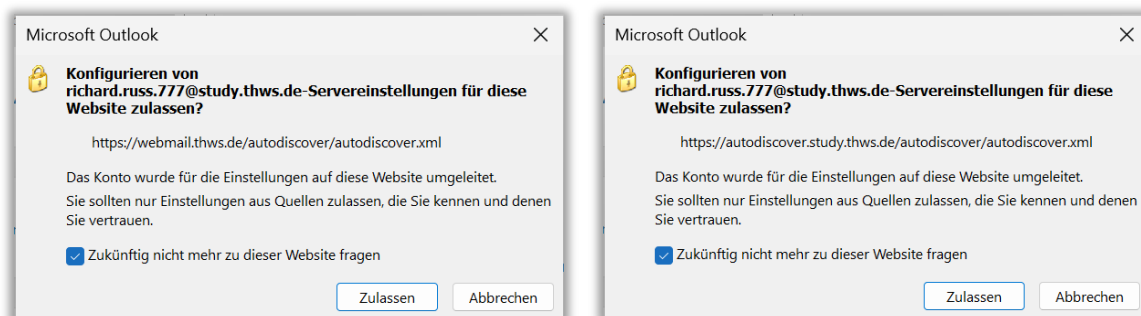 Microsoft Outlook
Konfigurieren von
richard.russ.777@study.thws.de-Servereinstellungen für diese
Website zulassen?
https://webmail.thws.de/autodiscover/autodiscover.xml
Das Konto wurde für die Einstellungen auf diese Website umgeleitet.
Sie sollten nur Einstellungen aus Quellen zulassen, die Sie kennen und denen
Sie vertrauen.
Zukünftig nicht mehr zu dieser Website fragen
Zulassen
Abbrechen
Microsoft Outlook
Konfigurieren von
richard.russ.777@study.thws.de-Servereinstellungen für diese
Website zulassen?
https://autodiscover.study.thws.de/autodiscover/autodiscover.xml
Das Konto wurde für die Einstellungen auf diese Website umgeleitet.
Sie sollten nur Einstellungen aus Quellen zulassen, die Sie kennen und denen
Sie vertrauen.
Zukünftig nicht mehr zu dieser Website fragen
Zulassen
Abbrechen